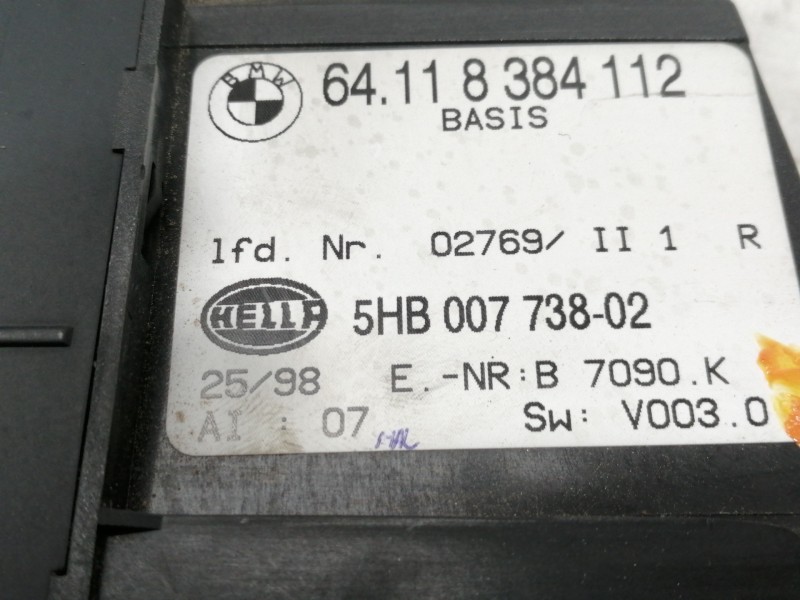 BMW
64.11 8 384 112
BASIS
lfd. Nr. 02769/ II 1 R
HELLA 5HB 007 738-02
25/98 E.-NR:B 7090.K
AI : 07 Sw: V003.0